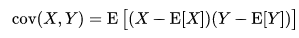 cov(X, Y) = E [(X − E[X])(Y − E[Y])]